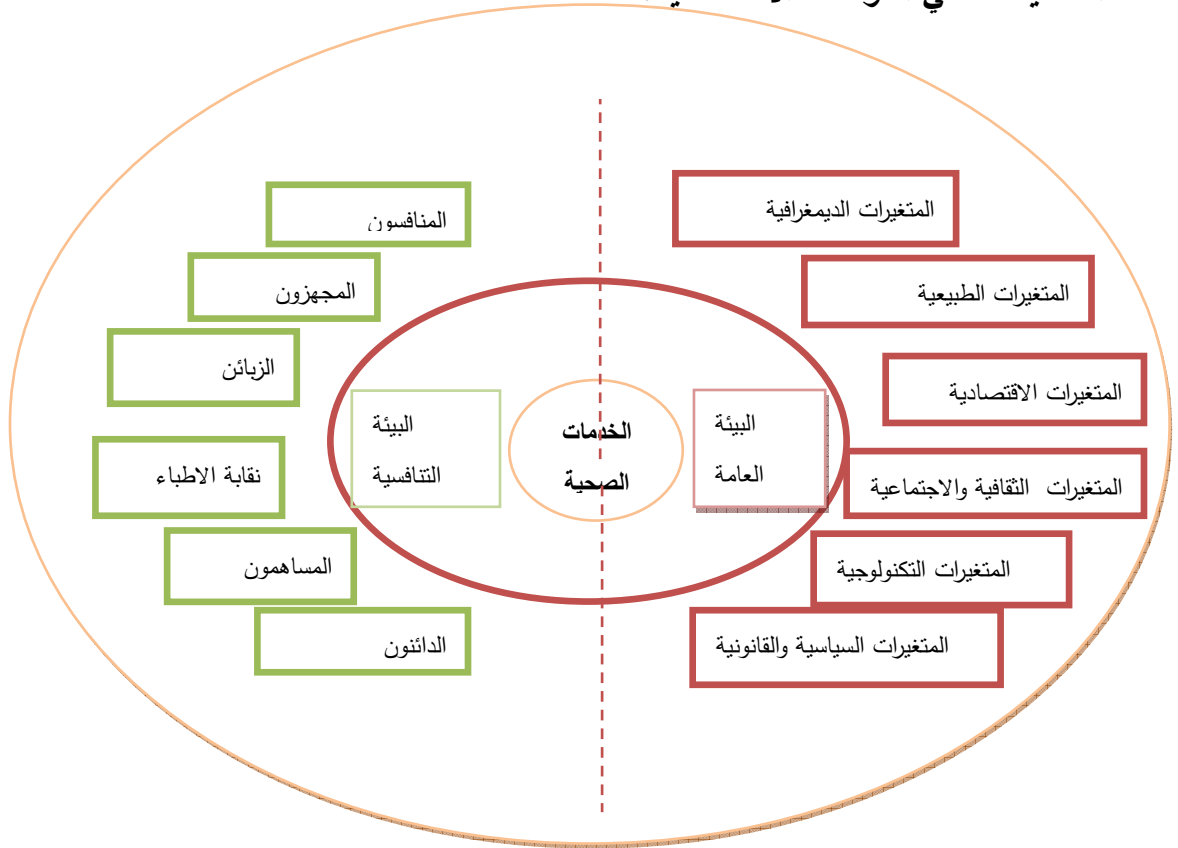 المتغيرات الديمغرافية
المتغيرات الطبيعية
المتغيرات الاقتصادية
المتغيرات الثقافية والاجتماعية
المتغيرات التكنولوجية
المتغيرات السياسية والقانونية
البيئة
العامة
الخدمات
الصحية
البيئة
التنافسية
المنافسون
المجهزون
الزبائن
نقابة الاطباء
المساهمون
الدائنون